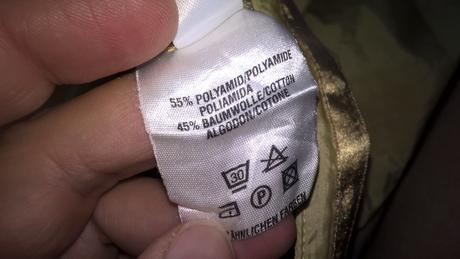 55% POLYAMID/POLYAMIDE
POLIAMIDA
45% BAUMWOLLE/COTTON
ALGODON/COTONE
30
P
ÄHNLICHEN FARBEN